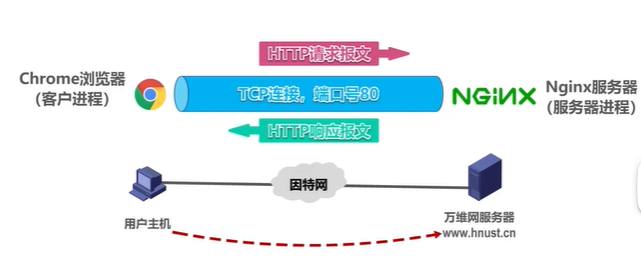 HTTP请求报文
Chrome浏览器
（客户进程）
TCP连接，端口号80
NGINX
Nginx服务器
（服务器进程）
HTTP响应报文
因特网
用户主机
万维网服务器
www.hnust.cn